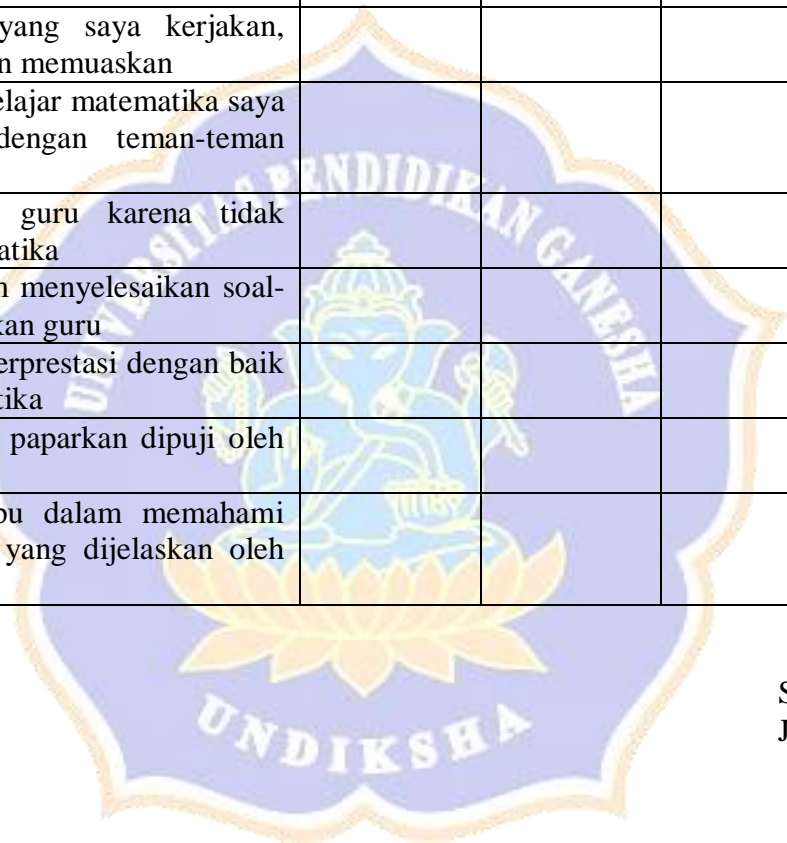 yang saya kerjakan,
n memuaskan
elajar matematika saya
dengan teman-teman
guru karena tidak
atika
n menyelesaikan soal-
kan guru
erprestasi dengan baik
tika
paparkan dipuji oleh
pu dalam memahami
yang dijelaskan oleh
S
J
UNIVERSITAS PENDIDIKAN GANESHA
UNDIKSHA